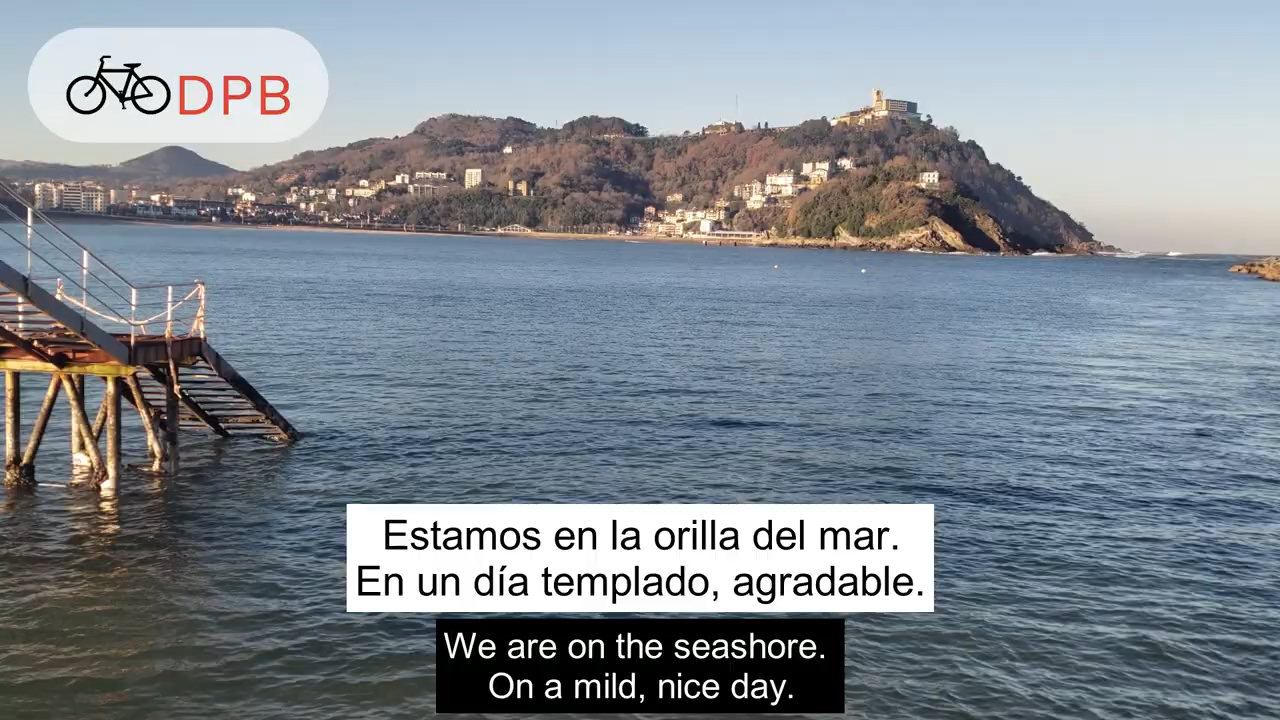 DPB
Estamos en la orilla del mar.
En un día templado, agradable.
We are on the seashore.
On a mild, nice day.